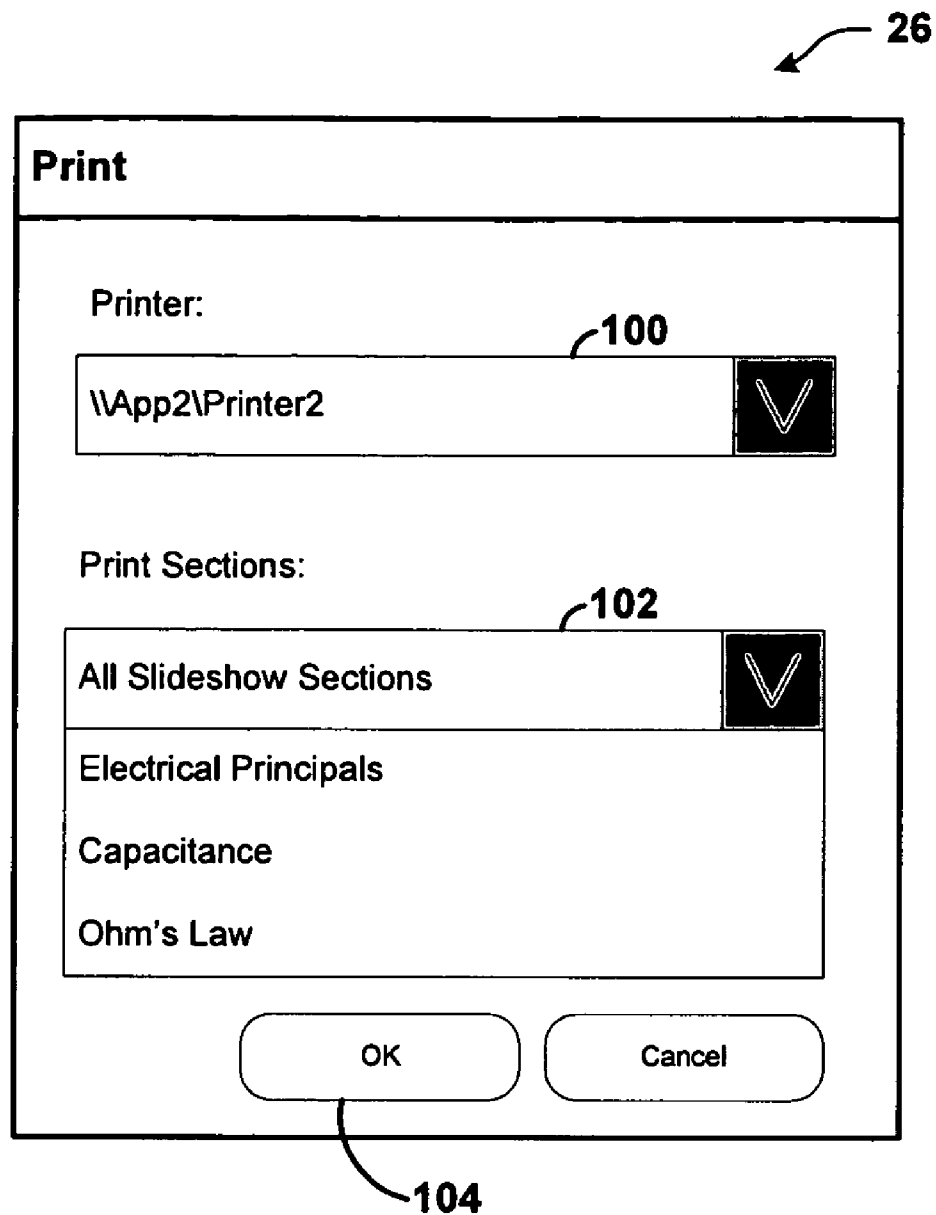 26
Print
Printer:
100
\\App2\Printer2
V
Print Sections:
102
All Slideshow Sections
V
Electrical Principals
Capacitance
Ohm's Law
OK
Cancel
104